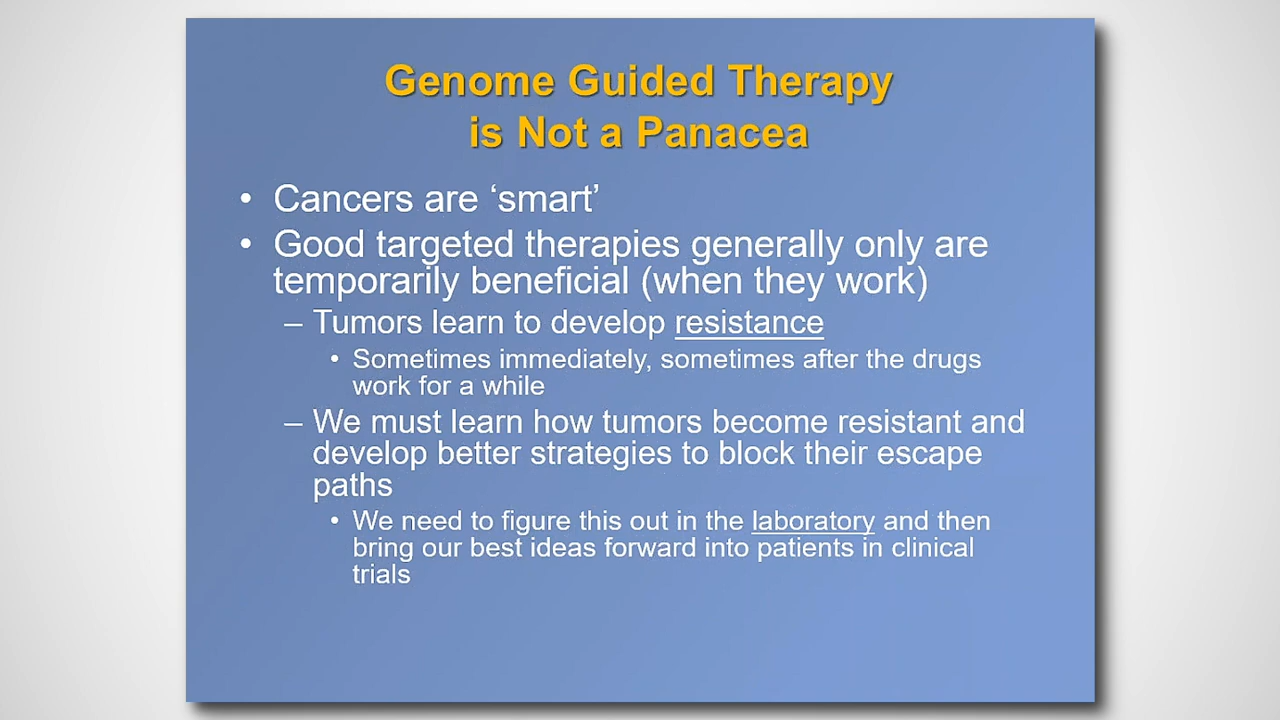 Genome Guided Therapy
is Not a Panacea
• Cancers are ‘smart’
• Good targeted therapies generally only are
temporarily beneficial (when they work)
– Tumors learn to develop resistance
• Sometimes immediately, sometimes after the drugs
work for a while
– We must learn how tumors become resistant and
develop better strategies to block their escape
paths
• We need to figure this out in the laboratory and then
bring our best ideas forward into patients in clinical
trials